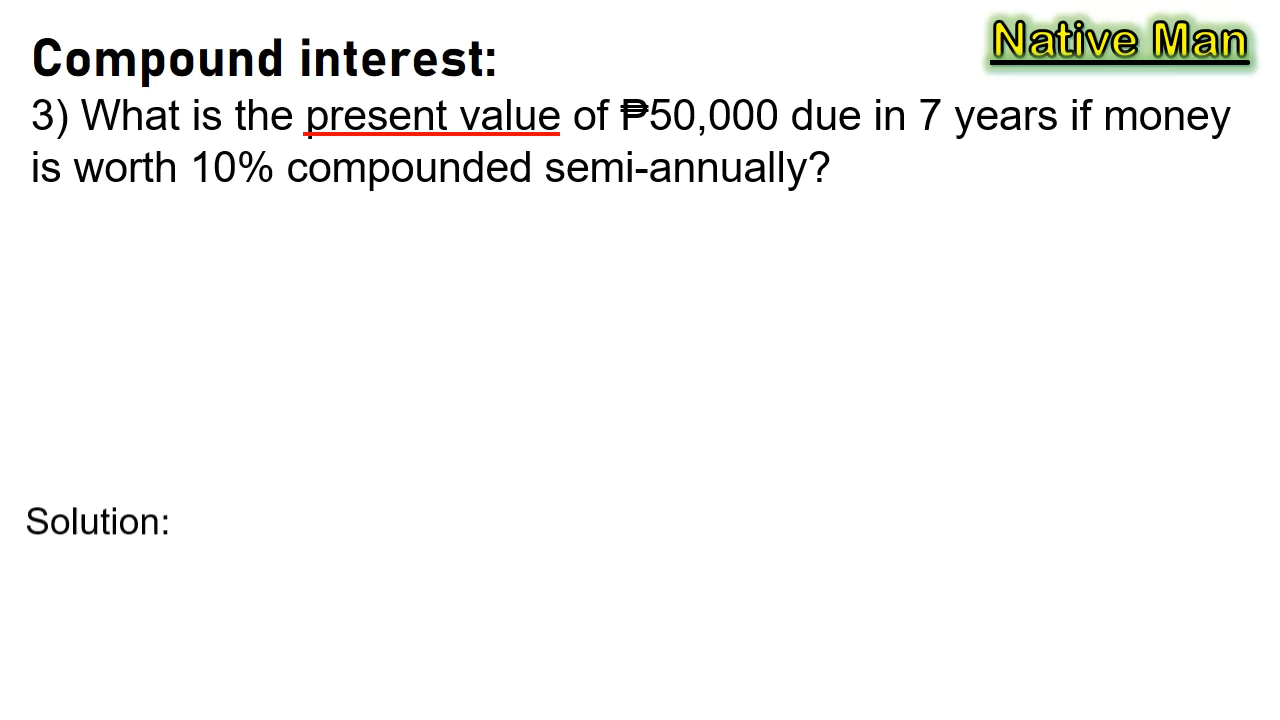 Native Man
Compound interest:
3) What is the present value of ₱50,000 due in 7 years if money
is worth 10% compounded semi-annually?
Solution: